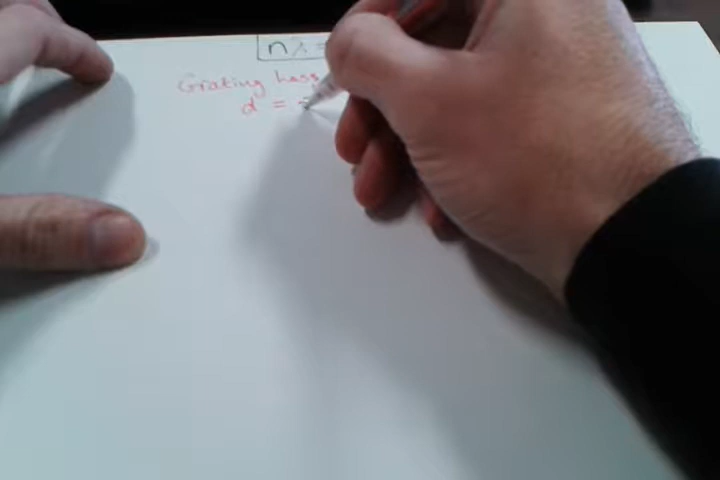 nλ =
Grating has
d =